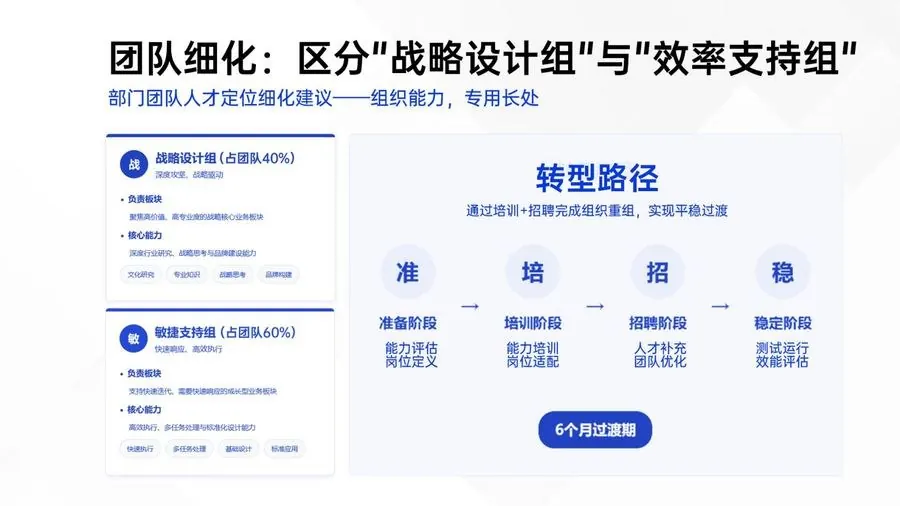 团队细化：区分"战略设计组"与"效率支持组"
部门团队人才定位细化建议——组织能力，专用长处
战
战略设计组（占团队40%）
深度攻坚、战略驱动
• 负责板块
聚焦高价值、高专业度的战略核心业务板块
• 核心能力
深度行业研究、战略思考与品牌建设能力
文化研究 专业知识 战略思考 品牌构建
敏
敏捷支持组（占团队60%）
快速响应、高效执行
• 负责板块
支持快速迭代、需要快速响应的成长型业务板块
• 核心能力
高效执行、多任务处理与标准化设计能力
快速执行 多任务处理 基础设计 标准应用
转型路径
通过培训+招聘完成组织重组，实现平稳过渡
准 → 培 → 招 → 稳
准备阶段 培训阶段 招聘阶段 稳定阶段
能力评估 能力培训 人才补充 测试运行
岗位定义 岗位适配 团队优化 效能评估
6个月过渡期